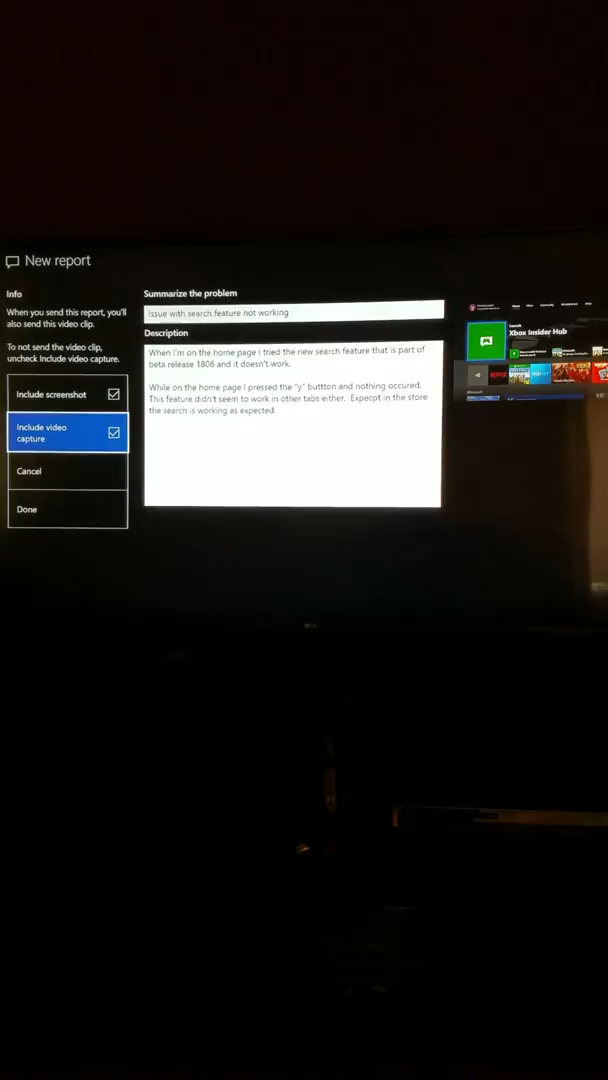 New report
Info
When you send this report, you'll
also send this video clip.
To not send the video clip,
uncheck Include video capture.
Include screenshot
Include video
capture
Cancel
Done
Summarize the problem
Issue with search feature not working
Description
When I'm on the home page I tried the new search feature that is part of
beta release 1806 and it doesn't work.
While on the home page I pressed the "y" buttton and nothing occured.
This feature didn't seem to work in other tabs either. Expecpt in the store
the search is working as expected.
Xbox Insider Hub
NETFLIX